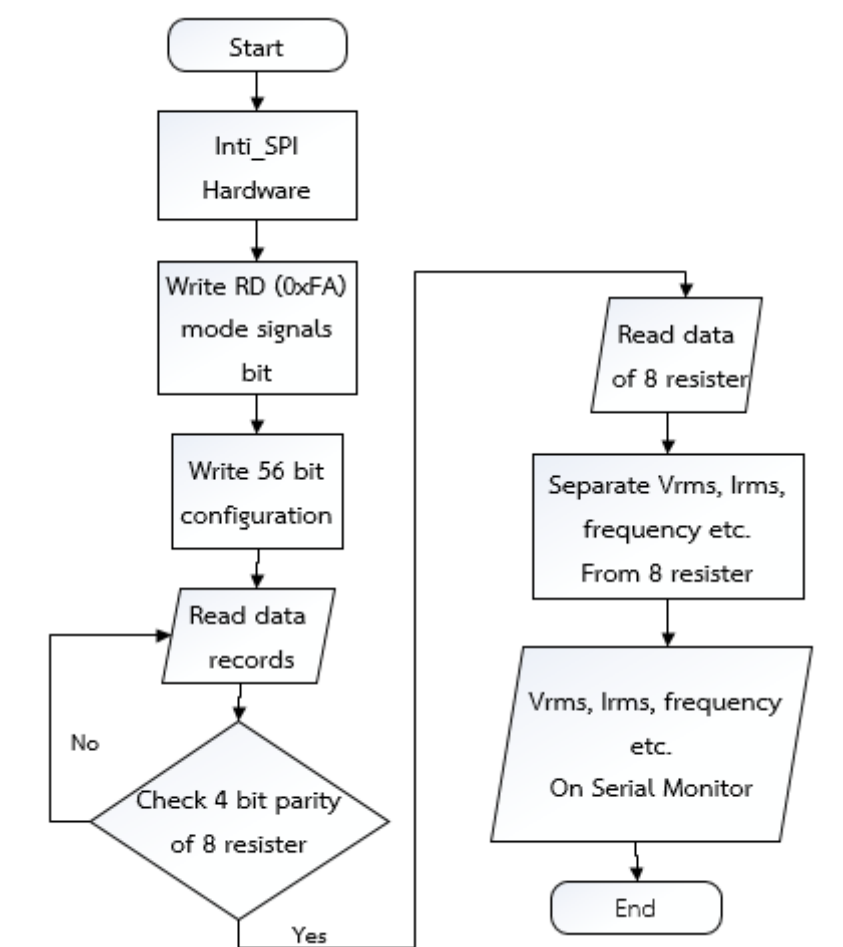 Start
Inti_SPI
Hardware
Write RD (0xFA)
mode signals
bit
Write 56 bit
configuration
Read data
records
No
Check 4 bit parity
of 8 resister
Yes
Read data
of 8 resister
Separate Vrms, Irms,
frequency etc.
From 8 resister
Vrms, Irms, frequency
etc.
On Serial Monitor
End